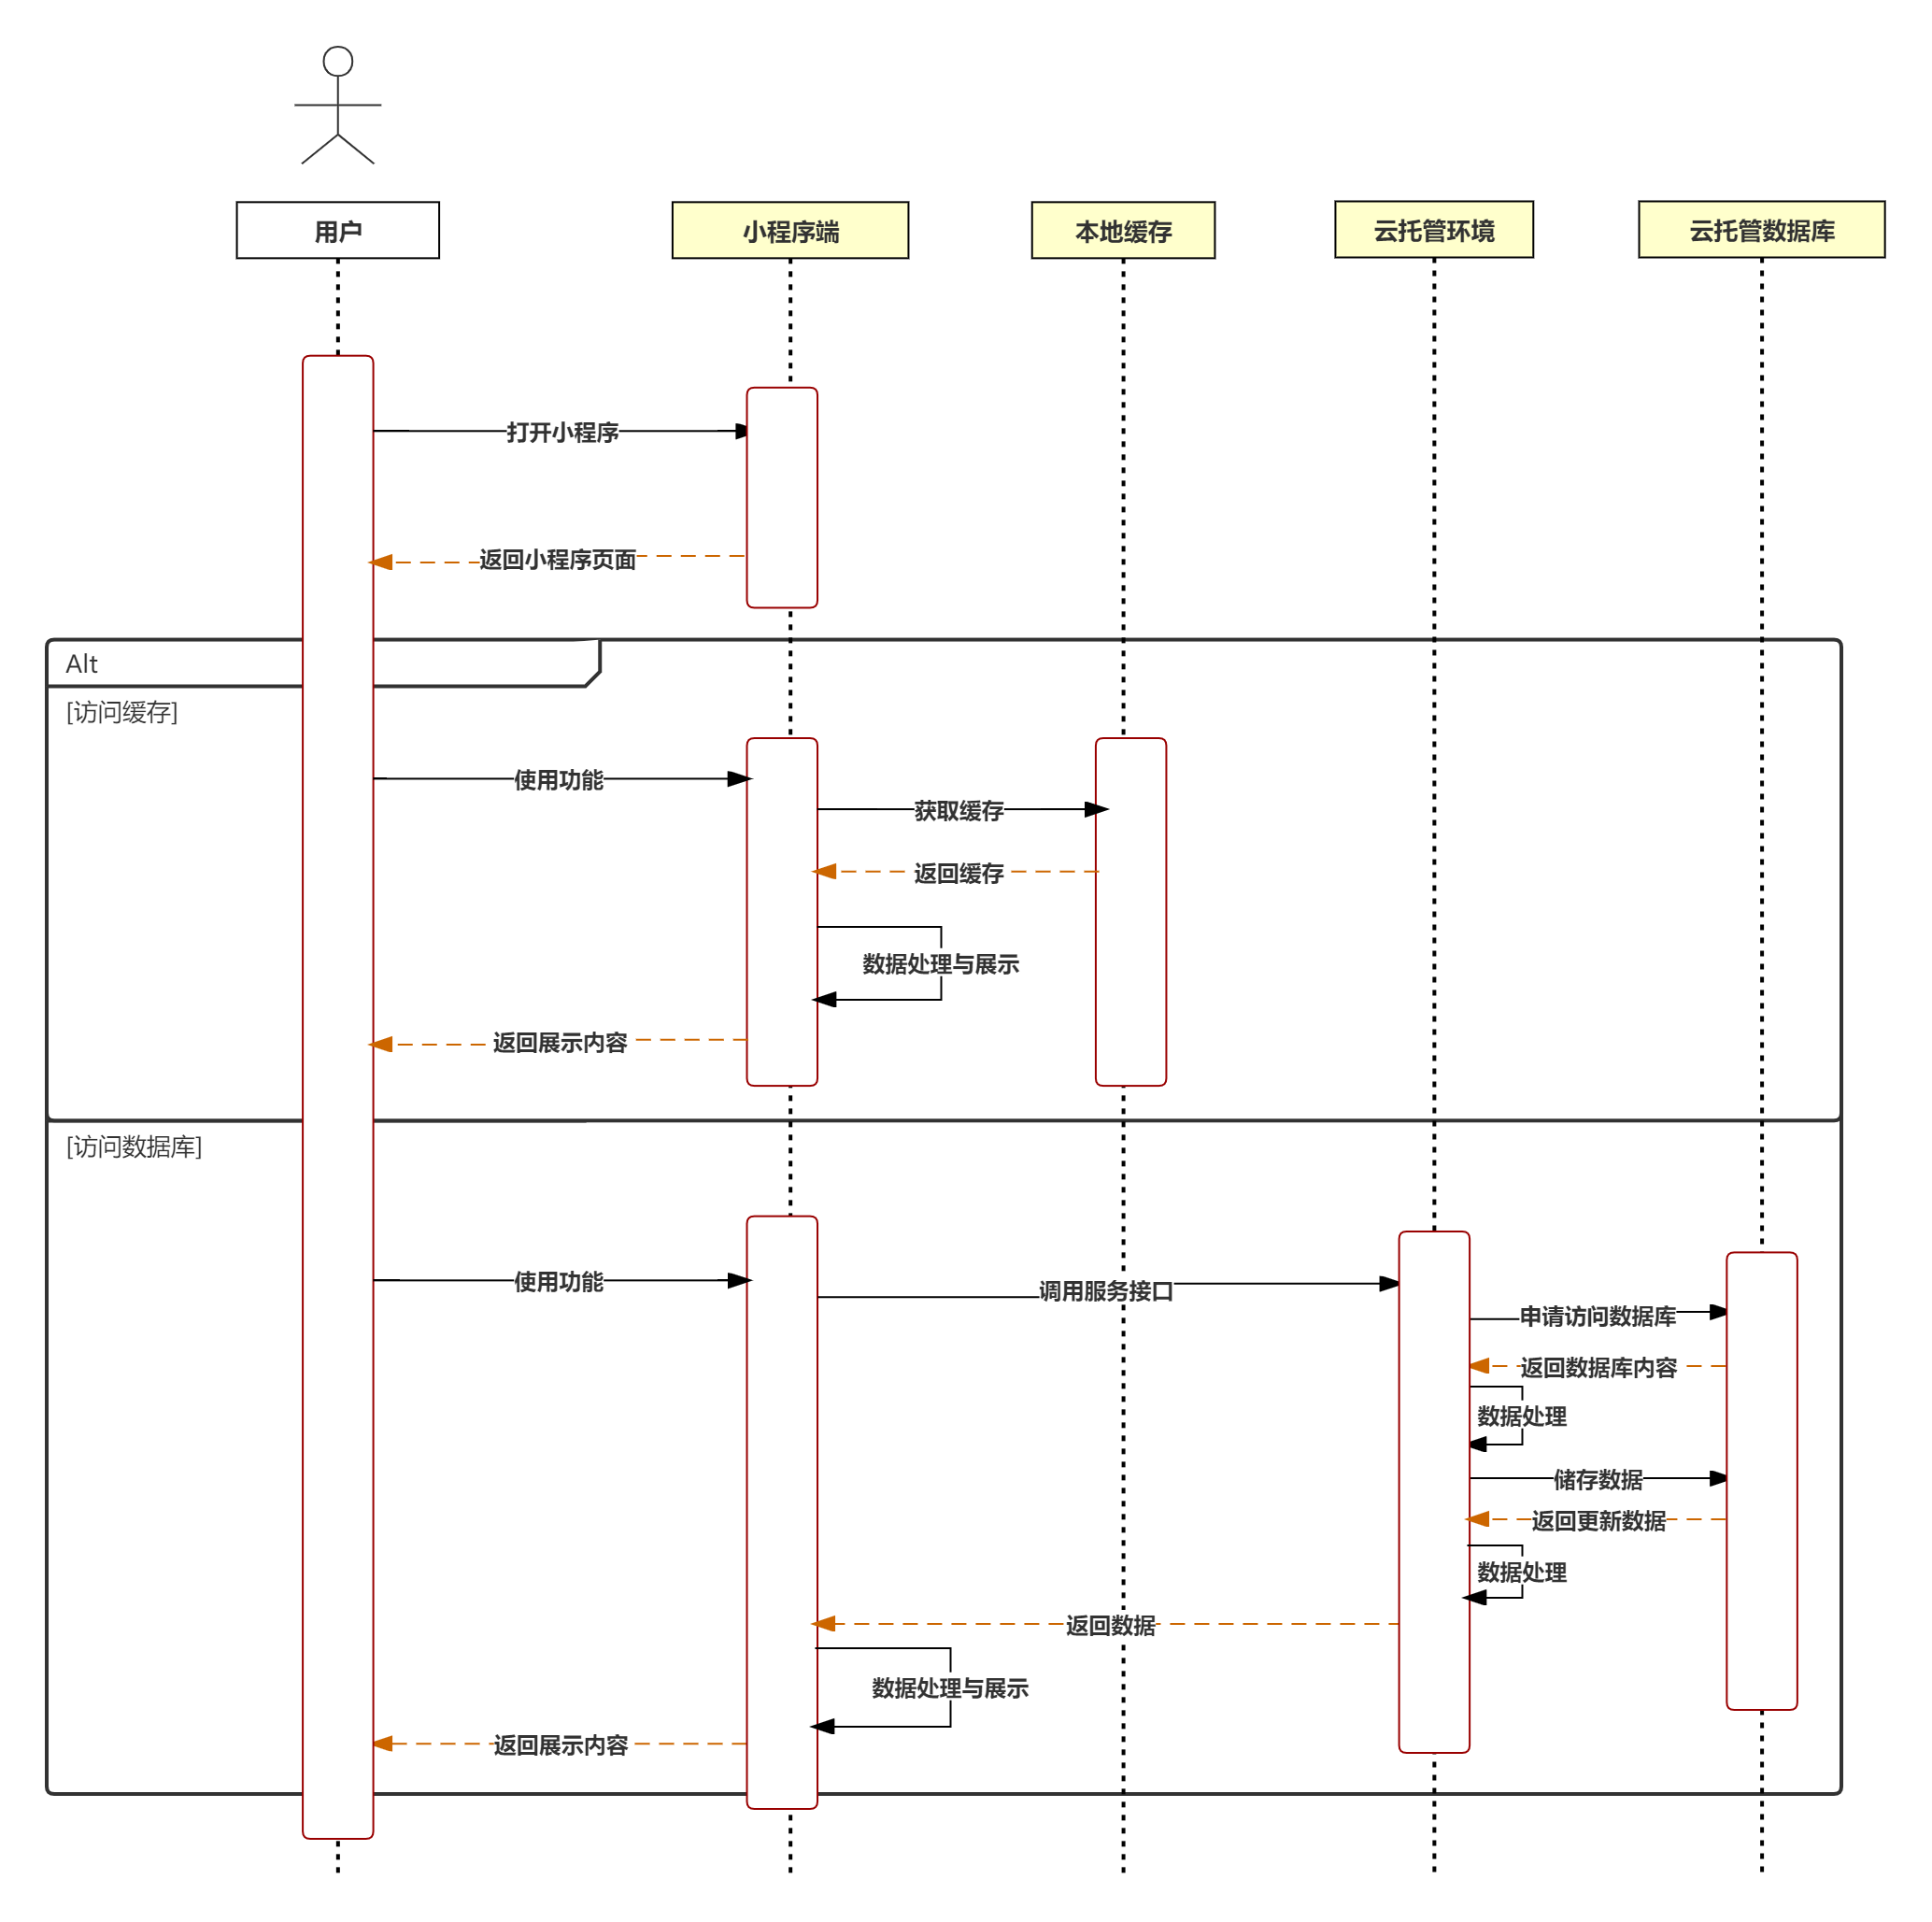 用户
小程序端
本地缓存
云托管环境
云托管数据库
打开小程序
返回小程序页面
Alt
[访问缓存]
使用功能
获取缓存
返回缓存
数据处理与展示
返回展示内容
[访问数据库]
使用功能
调用服务接口
申请访问数据库
返回数据库内容
数据处理
储存数据
返回更新数据
数据处理
返回数据
数据处理与展示
返回展示内容